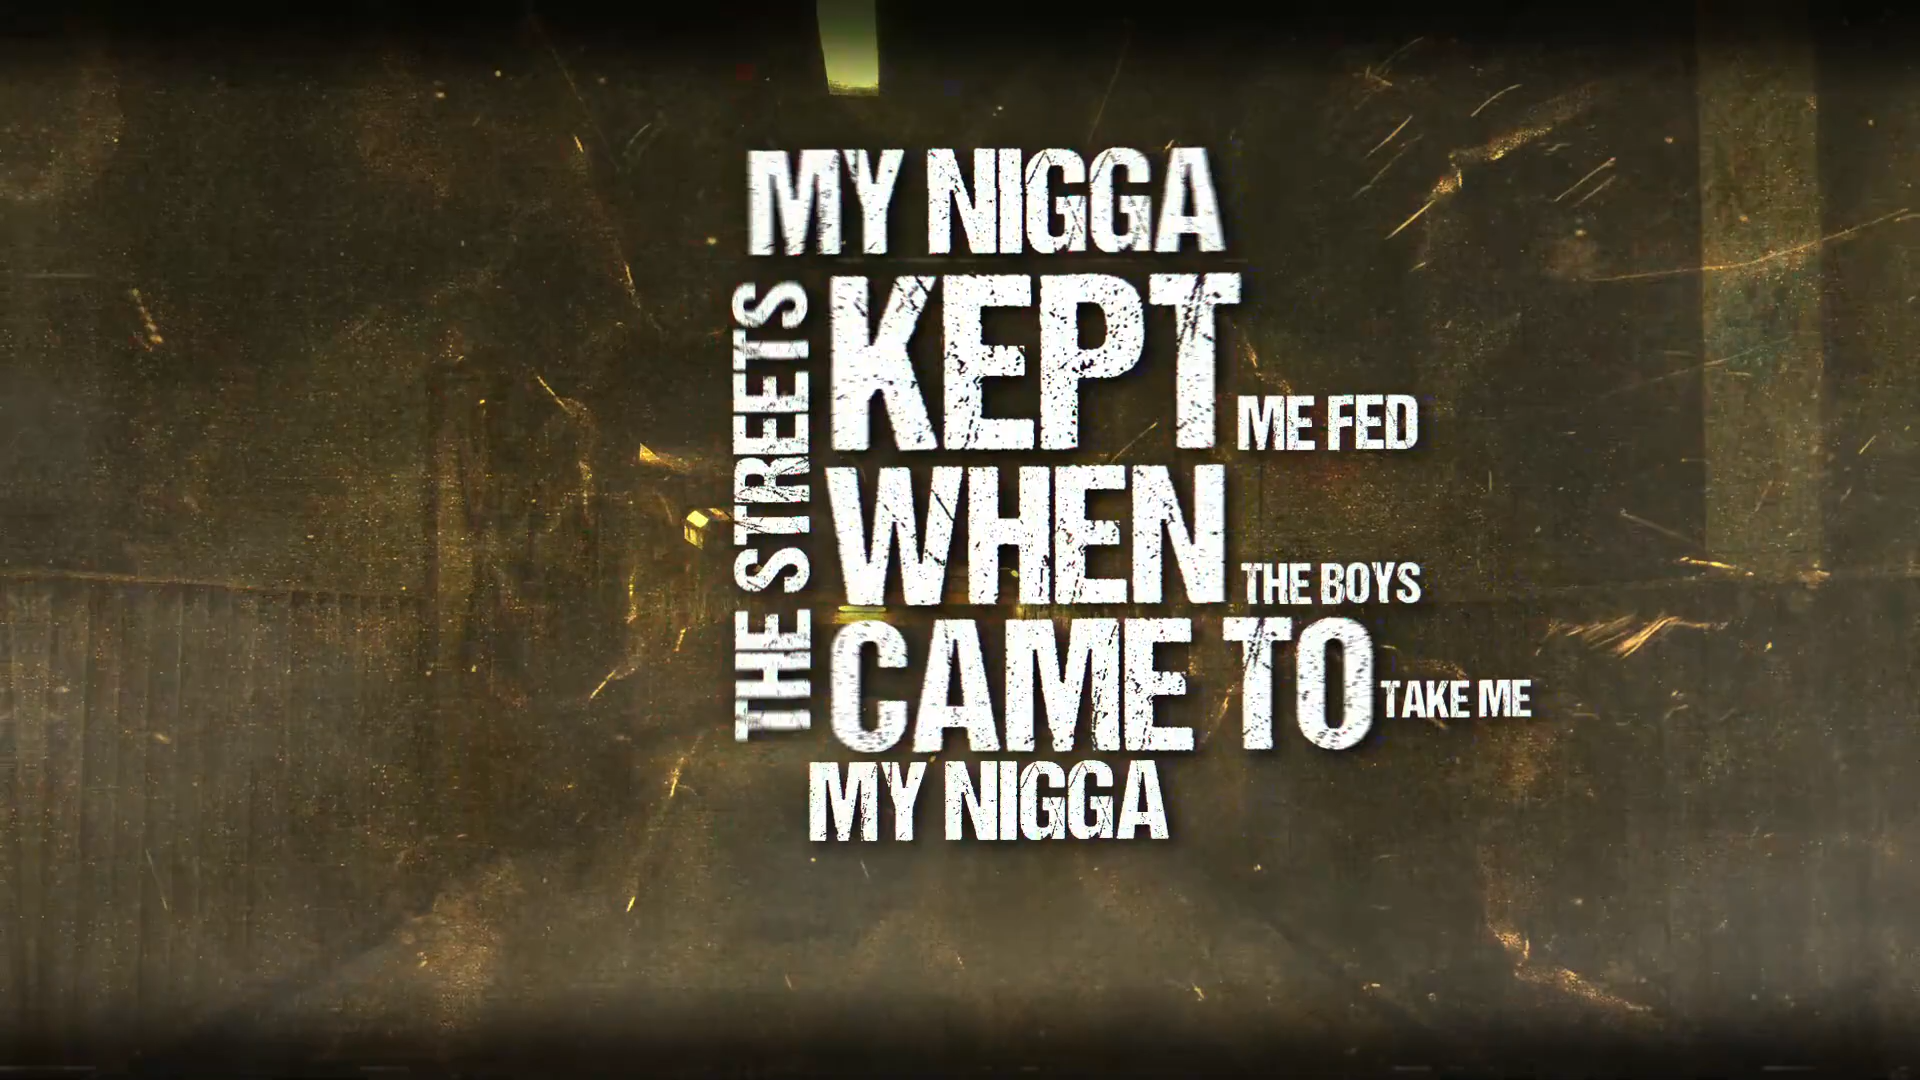 MY NIGGA
THE STREETS
KEPT
ME FED
WHEN
THE BOYS
CAME TO
TAKE ME
MY NIGGA